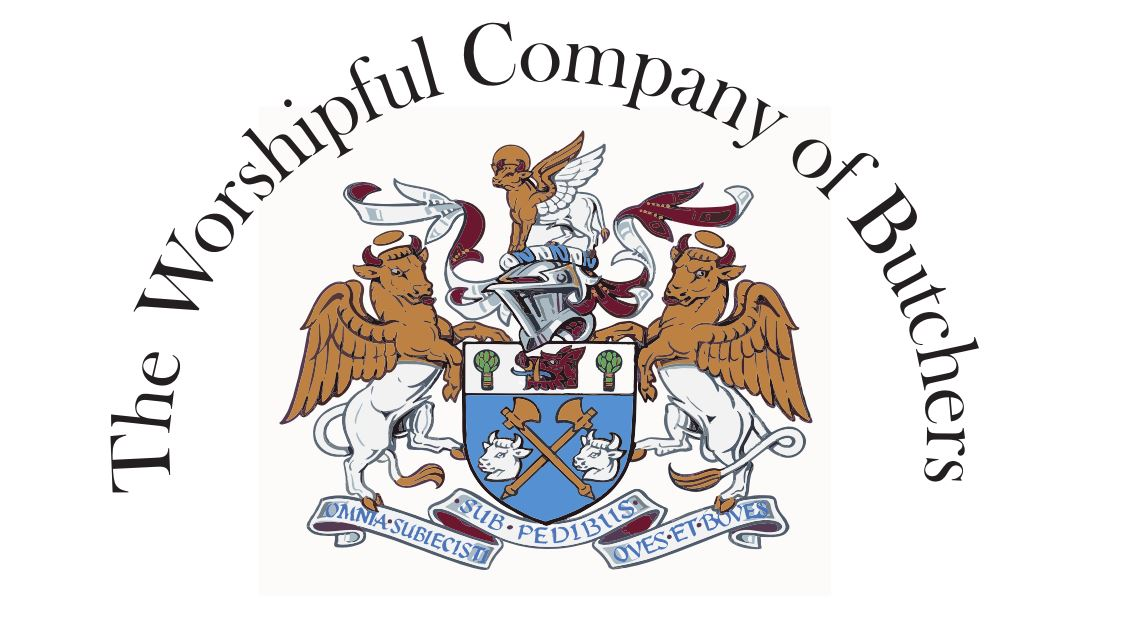 The Worshipful Company of Butchers
OMNIA·SUBIECISTI
SUB·PEDIBUS
OVES·ET·BOVES